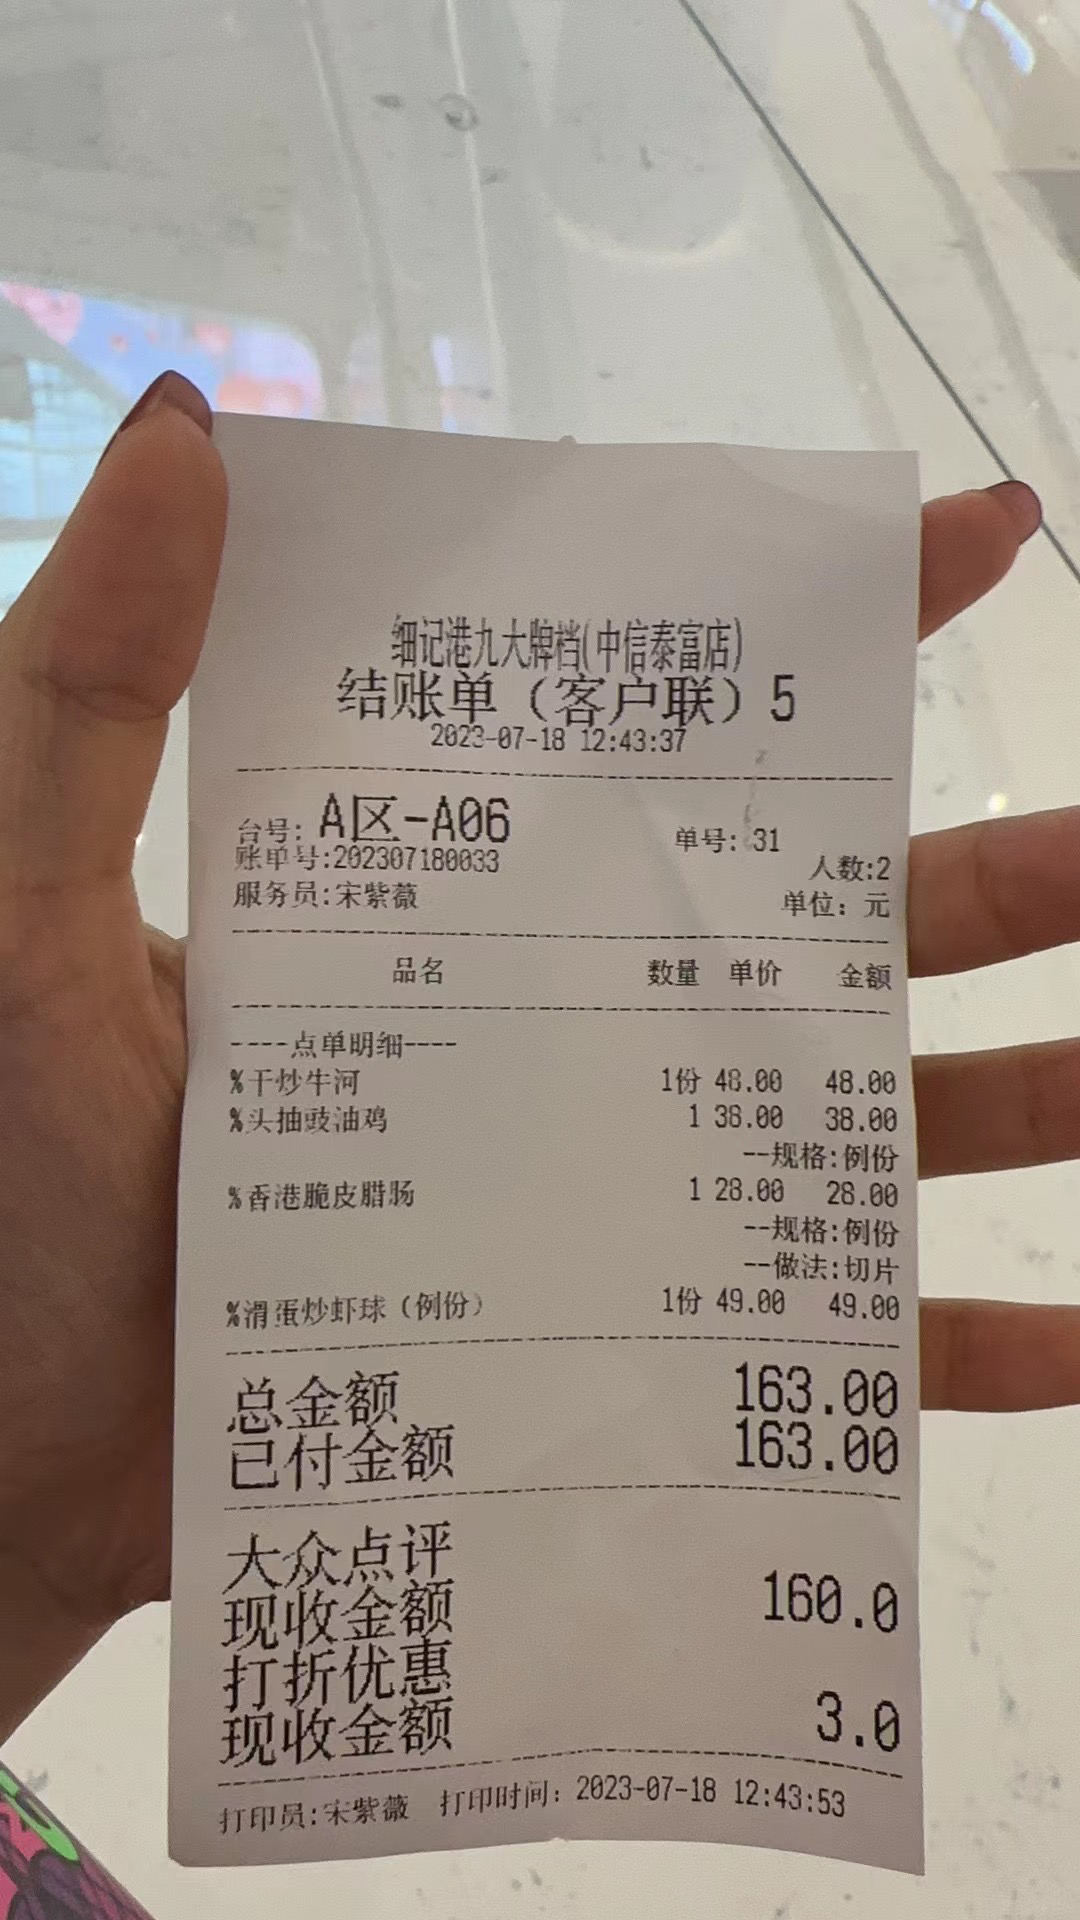 细记港九大牌档(中信泰富店)
结账单（客户联）5
2023-07-18 12:43:37
台号: A区-A06 单号: 31
账单号:202307180033 人数:2
服务员:宋紫薇 单位: 元
品名 数量 单价 金额
----点单明细----
%干炒牛河 1份 48.00 48.00
%头抽豉油鸡 1 38.00 38.00
--规格:例份
%香港脆皮腊肠 1 28.00 28.00
--规格:例份
--做法:切片
%滑蛋炒虾球（例份） 1份 49.00 49.00
总金额 163.00
已付金额 163.00
大众点评
现收金额 160.0
打折优惠
现收金额 3.0
打印员:宋紫薇 打印时间: 2023-07-18 12:43:53